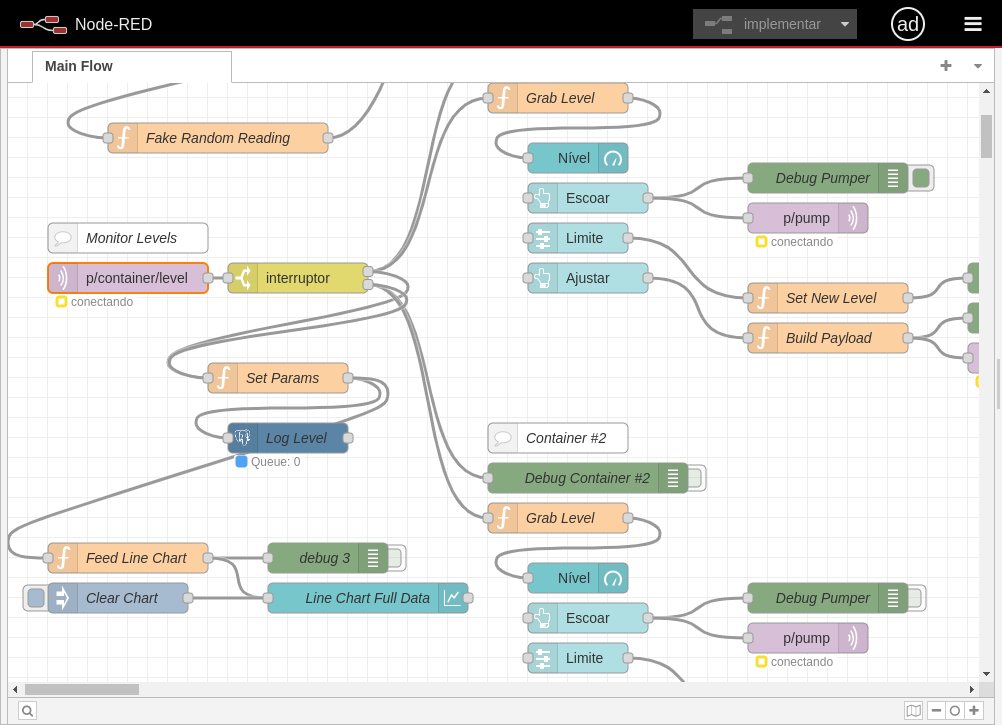 Node-RED
implementar
ad
Main Flow
Grab Level
Fake Random Reading
Nível
Debug Pumper
Escoar
p/pump
conectando
Monitor Levels
Limite
p/container/level
interruptor
Ajustar
conectando
Set New Level
Build Payload
Set Params
Log Level
Queue: 0
Container #2
Debug Container #2
Grab Level
Feed Line Chart
debug 3
Nível
Clear Chart
Line Chart Full Data
Debug Pumper
Escoar
p/pump
conectando
Limite